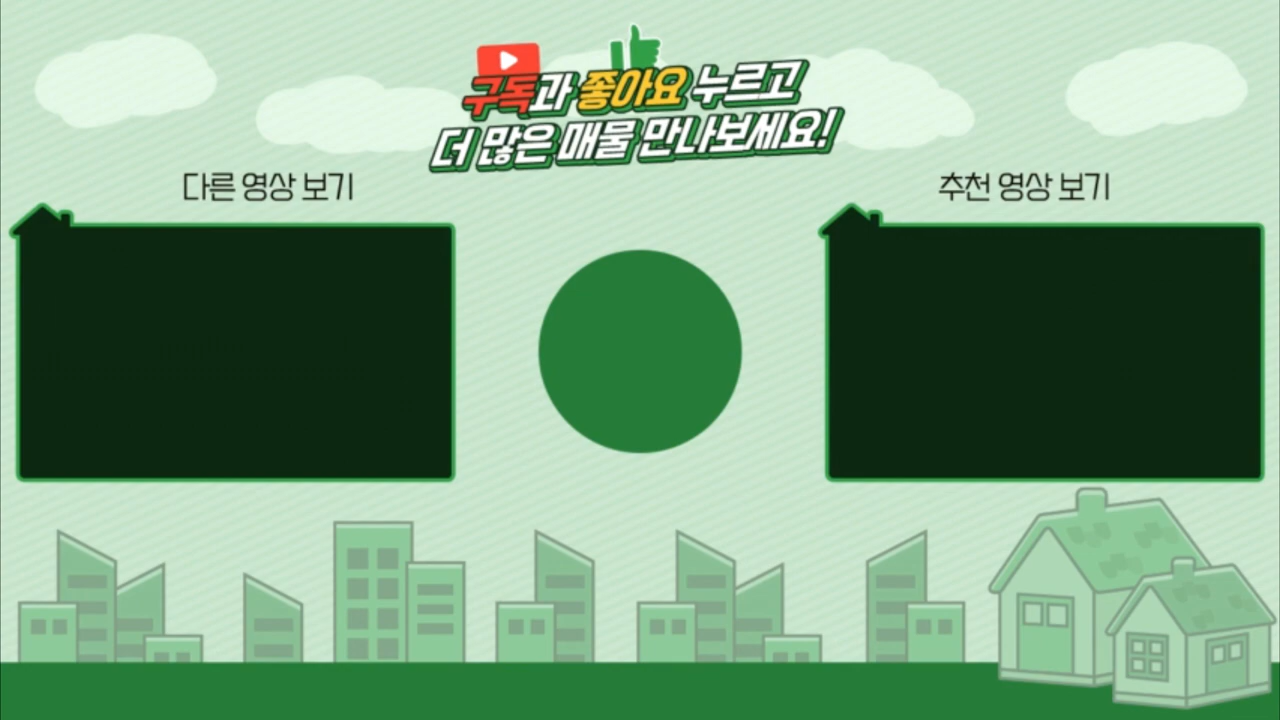 구독과 좋아요 누르고
더 많은 매물 만나보세요!
다른 영상 보기
추천 영상 보기